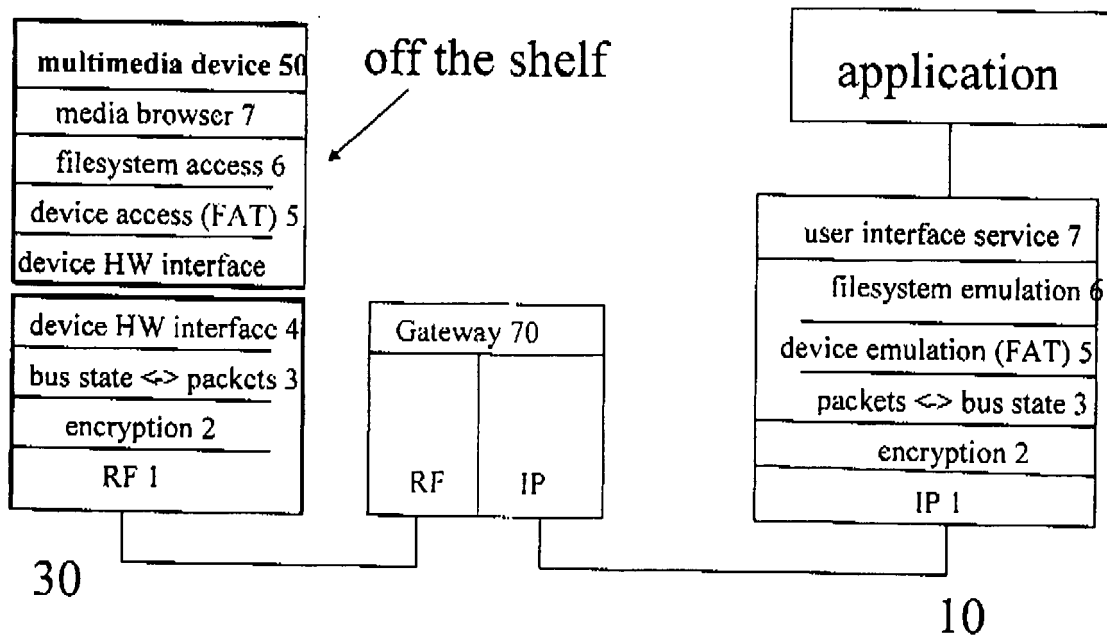 multimedia device 50
media browser 7
filesystem access 6
device access (FAT) 5
device HW interface
off the shelf
device HW interface 4
bus state <-> packets 3
encryption 2
RF 1
30
Gateway 70
RF
IP
application
user interface service 7
filesystem emulation 6
device emulation (FAT) 5
packets <-> bus state 3
encryption 2
IP 1
10